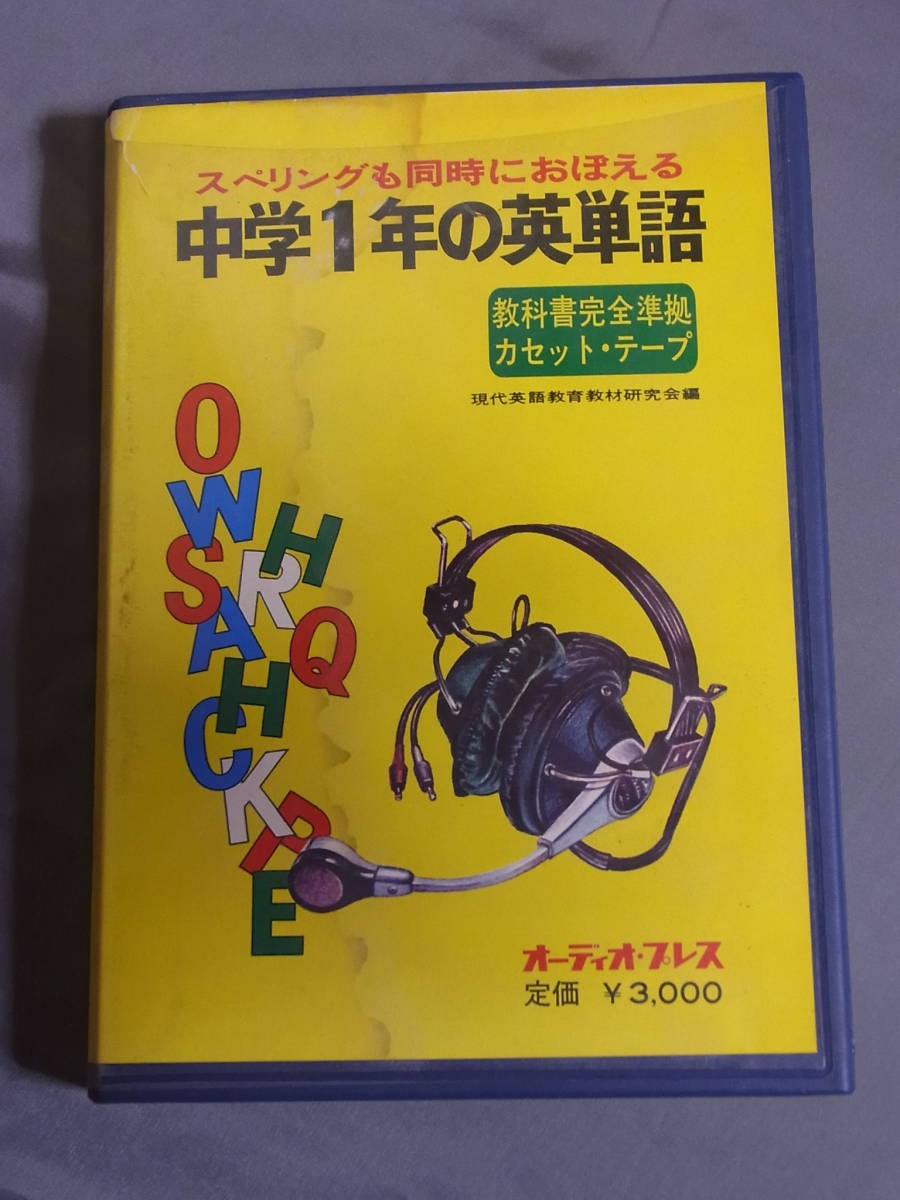 スペリングも同時におぼえる
中学1年の英単語
教科書完全準拠
カセット・テープ
現代英語教育教材研究会編
O
W
H
S
R
A
Q
H
C
K
P
E
オーディオ・プレス
定価 ¥3,000